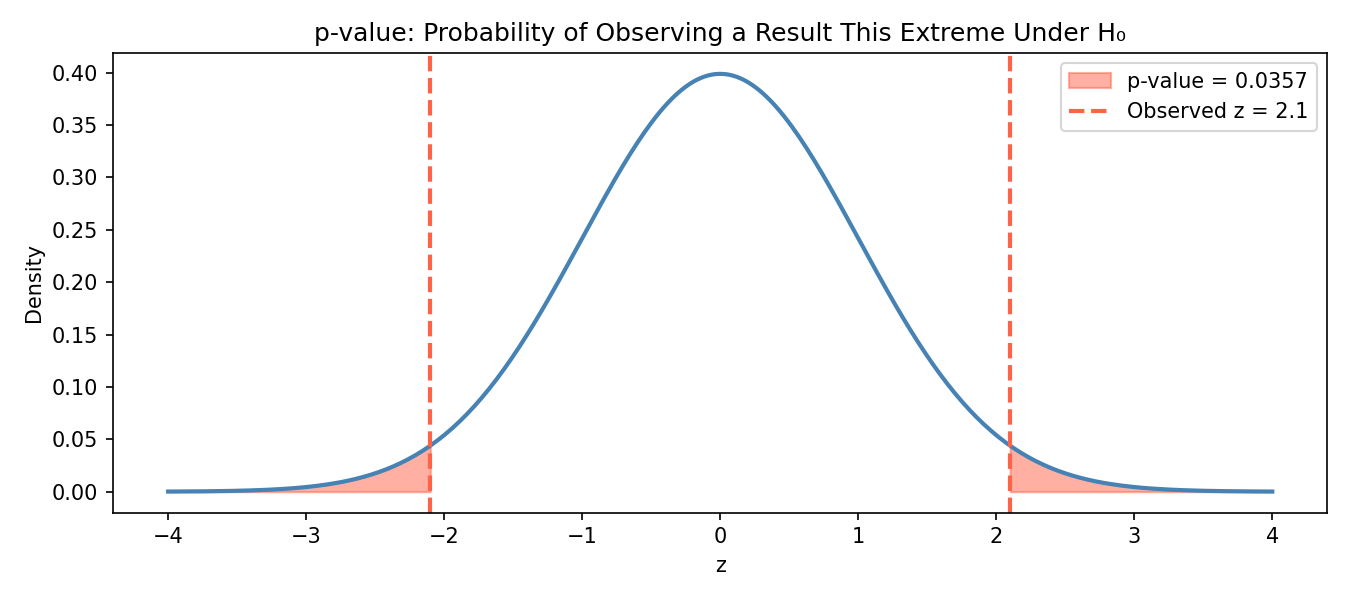 p-value: Probability of Observing a Result This Extreme Under H₀
p-value = 0.0357
Observed z = 2.1
0.40
0.35
0.30
0.25
0.20
0.15
0.10
0.05
0.00
Density
−4 −3 −2 −1 0 1 2 3 4
z